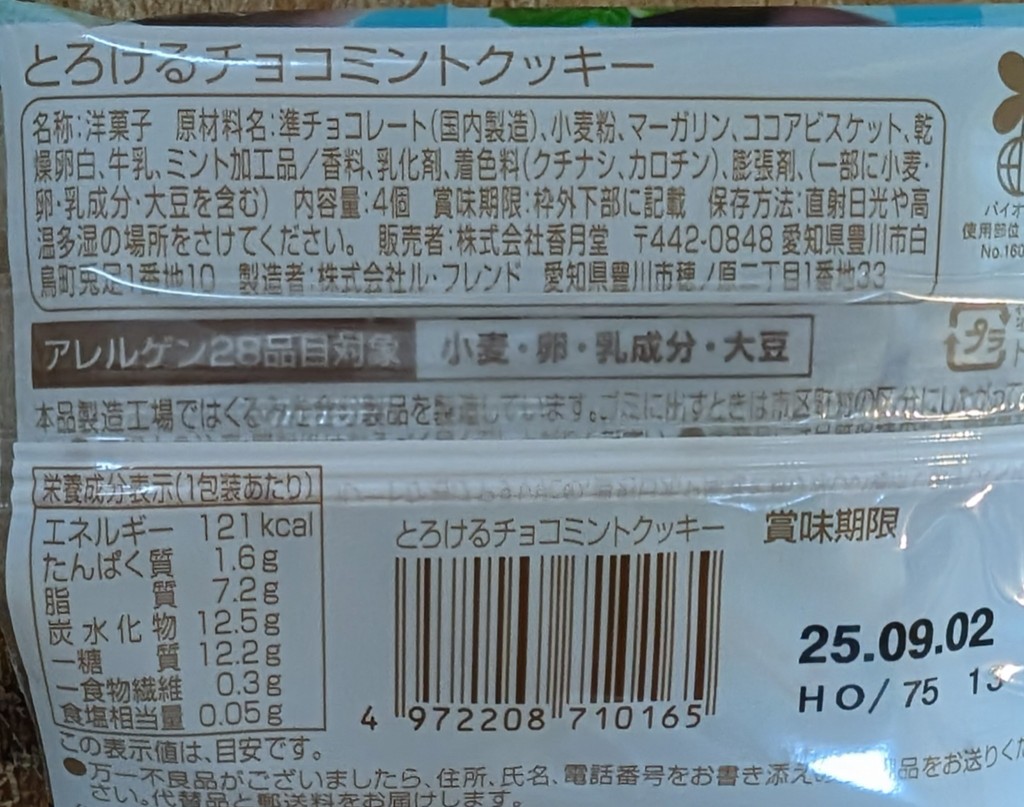 とろけるチョコミントクッキー
名称:洋菓子 原材料名:準チョコレート(国内製造)、小麦粉、マーガリン、ココアビスケット、乾
燥卵白、牛乳、ミント加工品/香料、乳化剤、着色料(クチナシ、カロチン)、膨張剤、(一部に小麦・
卵・乳成分・大豆を含む) 内容量:4個 賞味期限:枠外下部に記載 保存方法:直射日光や高
温多湿の場所をさけてください。 販売者:株式会社香月堂 〒442-0848 愛知県豊川市白
鳥町兎足1番地10 製造者:株式会社ル・フレンド 愛知県豊川市穂ノ原二丁目1番地33
バイオ
使用部位
No.160
アレルゲン28品目対象 小麦・卵・乳成分・大豆
プラ
本品製造工場ではくるみを含む製品を製造しています。ゴミに出すときは市区町村の区分にしたがって
栄養成分表示(1包装あたり)
エネルギー 121kcal
たんぱく質 1.6g
脂質 7.2g
炭水化物 12.5g
ー糖質 12.2g
ー食物繊維 0.3g
食塩相当量 0.05g
この表示値は、目安です。
とろけるチョコミントクッキー
4 972208 710165
賞味期限
25.09.02
HO/ 75 13
●万一不良品がございましたら、住所、氏名、電話番号をお書き添え 品をお送りくだ
さい。代替品と郵送料をお届けします。